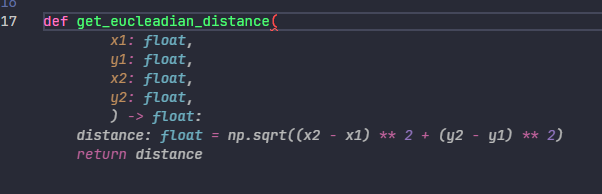 17 def get_eucleadian_distance(
x1: float,
y1: float,
x2: float,
y2: float,
) -> float:
distance: float = np.sqrt((x2 - x1) ** 2 + (y2 - y1) ** 2)
return distance